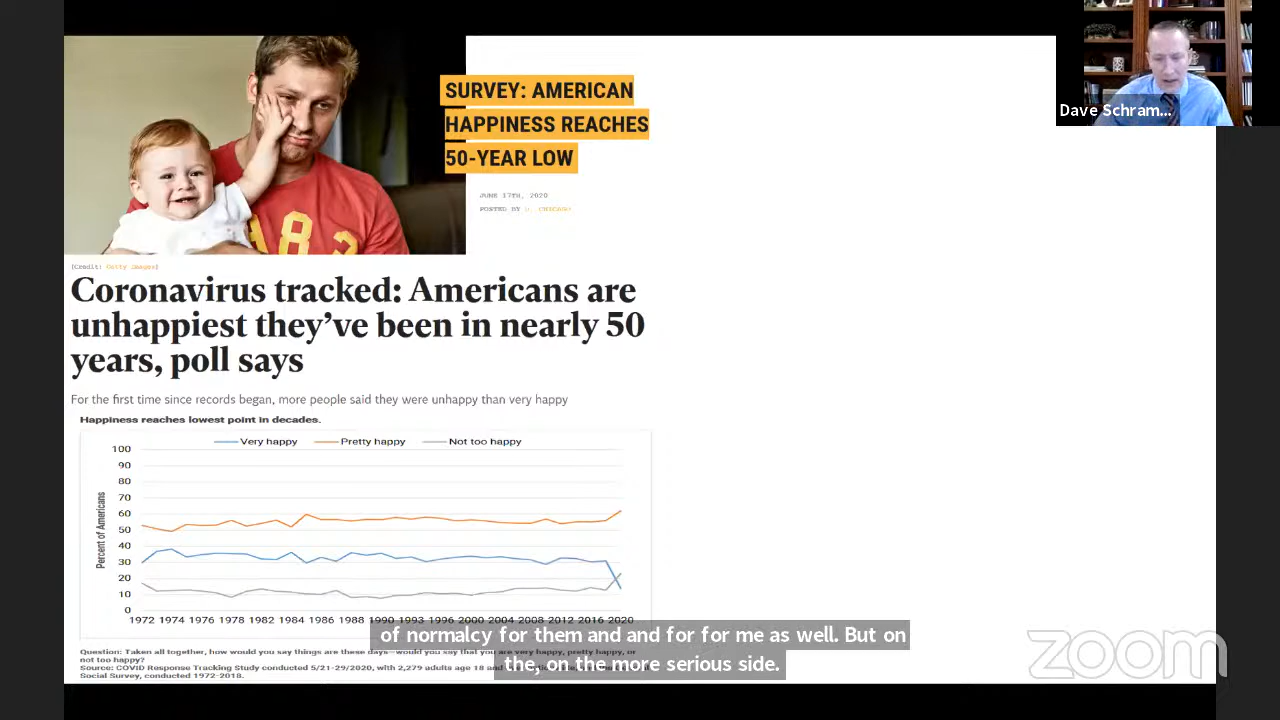 Dave Schram...
SURVEY: AMERICAN
HAPPINESS REACHES
50-YEAR LOW
JUNE 17TH, 2020
POSTED BY U. CHICAGO
(Credit: Getty Images)
Coronavirus tracked: Americans are
unhappiest they've been in nearly 50
years, poll says
For the first time since records began, more people said they were unhappy than very happy
Happiness reaches lowest point in decades.
Very happy Pretty happy Not too happy
Percent of Americans
100
90
80
70
60
50
40
30
20
10
0
1972 1974 1976 1978 1982 1984 1986 1988 1990 1993 1996 2000 2004 2008 2012 2016 2020
of normalcy for them and and for for me as well. But on
the, on the more serious side.
Question: Taken all together, how would you say things are these days—would you say that you are very happy, pretty happy, or
not too happy?
Source: COVID Response Tracking Study conducted 5/21-29/2020, with 2,279 adults age 18 and
Social Survey, conducted 1972-2018.
zoom